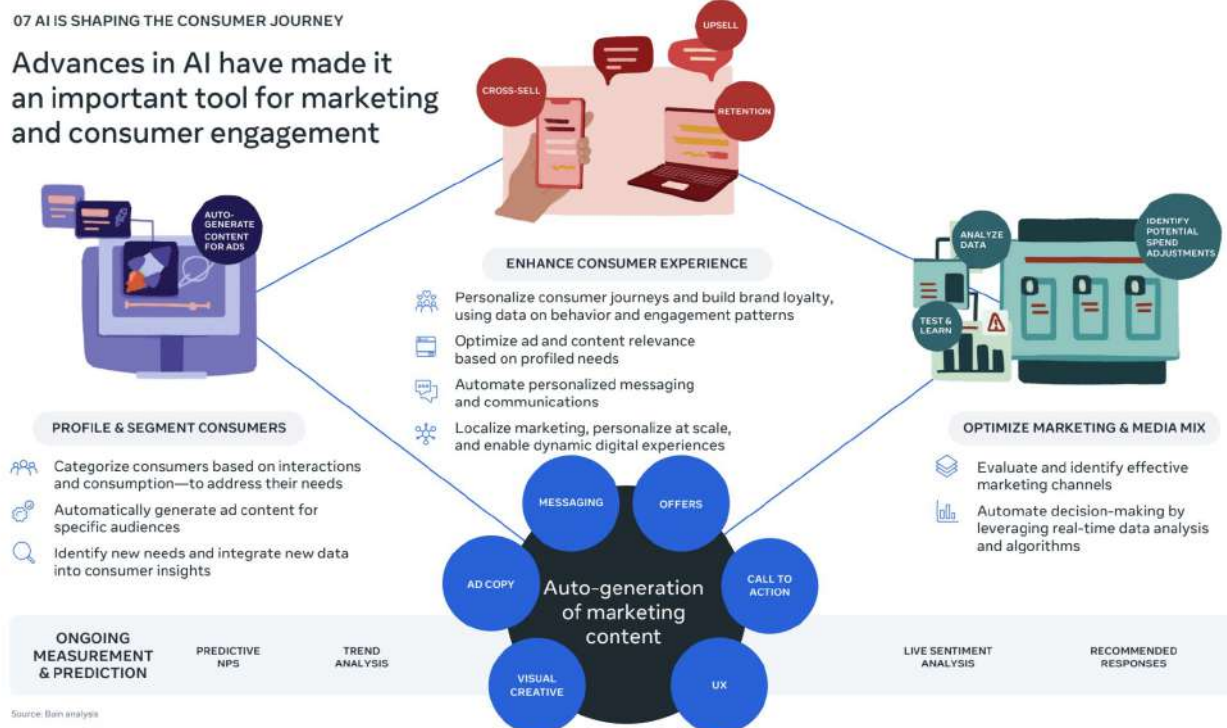 07 AI IS SHAPING THE CONSUMER JOURNEY
Advances in AI have made it
an important tool for marketing
and consumer engagement
CROSS-SELL
UPSELL
RETENTION
AUTO-
GENERATE
CONTENT
FOR ADS
ANALYZE
DATA
TEST &
LEARN
IDENTIFY
POTENTIAL
SPEND
ADJUSTMENTS
PROFILE & SEGMENT CONSUMERS
Categorize consumers based on interactions
and consumption—to address their needs
Automatically generate ad content for
specific audiences
Identify new needs and integrate new data
into consumer insights
ENHANCE CONSUMER EXPERIENCE
Personalize consumer journeys and build brand loyalty,
using data on behavior and engagement patterns
Optimize ad and content relevance
based on profiled needs
Automate personalized messaging
and communications
Localize marketing, personalize at scale,
and enable dynamic digital experiences
OPTIMIZE MARKETING & MEDIA MIX
Evaluate and identify effective
marketing channels
Automate decision-making by
leveraging real-time data analysis
and algorithms
MESSAGING
OFFERS
AD COPY
CALL TO
ACTION
VISUAL
CREATIVE
UX
Auto-generation
of marketing
content
ONGOING
MEASUREMENT
& PREDICTION
PREDICTIVE
NPS
TREND
ANALYSIS
LIVE SENTIMENT
ANALYSIS
RECOMMENDED
RESPONSES
Source: Bain analysis